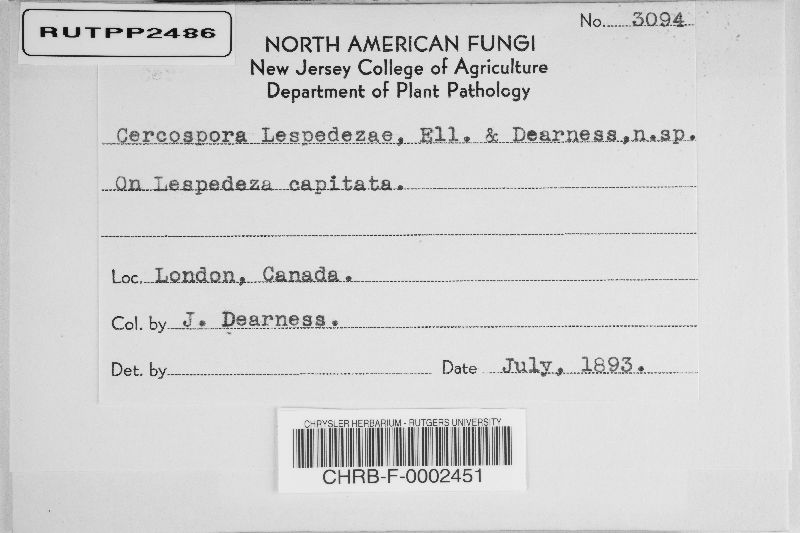 RUTPP2486
No. 3094
NORTH AMERICAN FUNGI
New Jersey College of Agriculture
Department of Plant Pathology
Cercospora Lespedezae, Ell. & Dearness, n.sp.
On Lespedeza capitata.
Loc. London, Canada.
Col. by J. Dearness.
Det. by
Date July, 1893.
CHRYSLER HERBARIUM - RUTGERS UNIVERSITY
CHRB-F-0002451